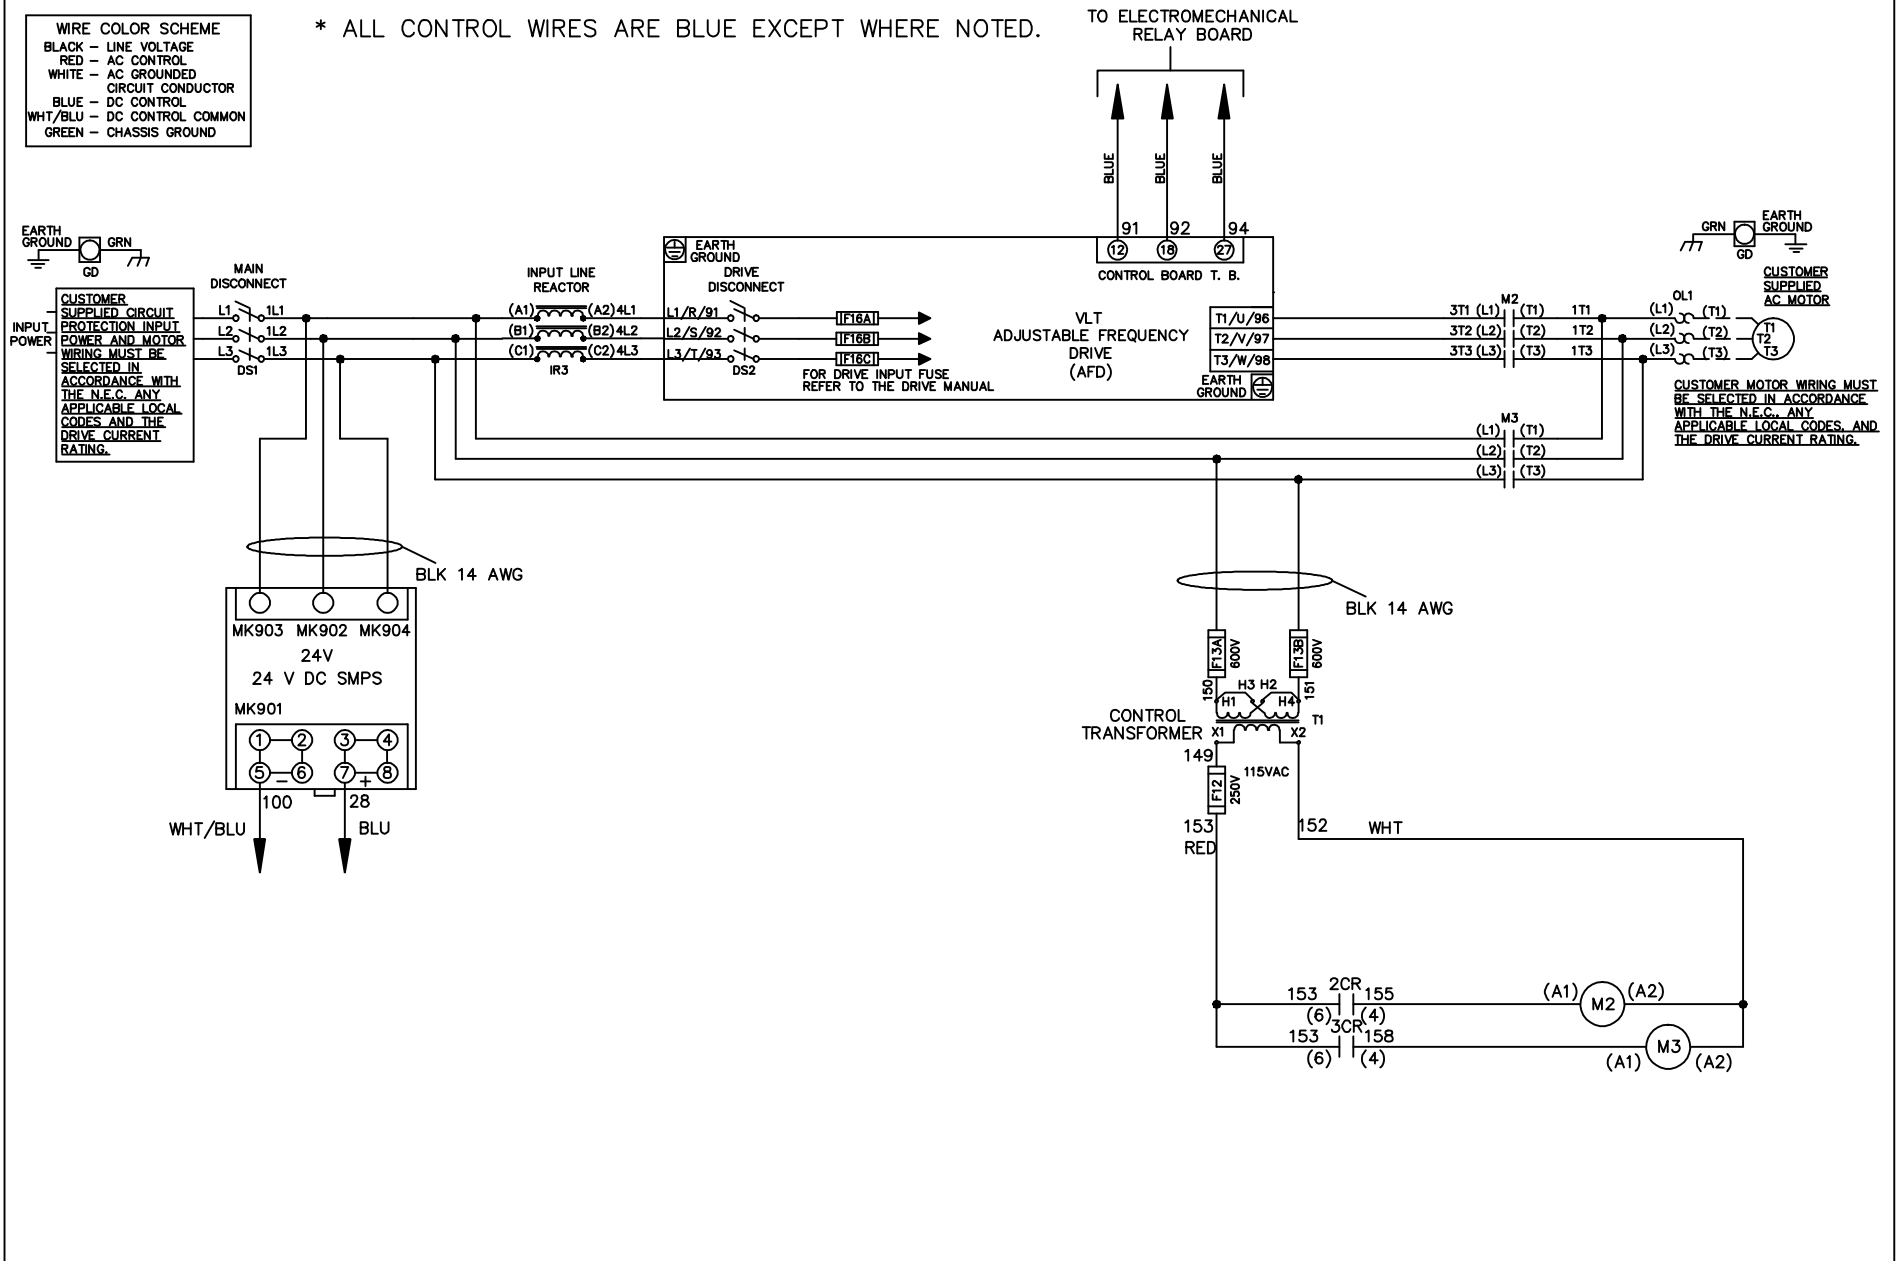 WIRE COLOR SCHEME
BLACK – LINE VOLTAGE
RED – AC CONTROL
WHITE – AC GROUNDED
CIRCUIT CONDUCTOR
BLUE – DC CONTROL
WHT/BLU – DC CONTROL COMMON
GREEN – CHASSIS GROUND
* ALL CONTROL WIRES ARE BLUE EXCEPT WHERE NOTED.
TO ELECTROMECHANICAL
RELAY BOARD
BLUE
BLUE
BLUE
91 92 94
12 18 27
CONTROL BOARD T. B.
EARTH
GROUND
GRN
GD
INPUT
POWER
CUSTOMER
SUPPLIED CIRCUIT
PROTECTION INPUT
POWER AND MOTOR
WIRING MUST BE
SELECTED IN
ACCORDANCE WITH
THE N.E.C. ANY
APPLICABLE LOCAL
CODES AND THE
DRIVE CURRENT
RATING.
MAIN
DISCONNECT
L1 1L1
L2 1L2
L3 1L3
DS1
INPUT LINE
REACTOR
(A1) (A2) 4L1
(B1) (B2) 4L2
(C1) (C2) 4L3
IR3
EARTH
GROUND
DRIVE
DISCONNECT
L1/R/91
L2/S/92
L3/T/93
DS2
F16A
F16B
F16C
FOR DRIVE INPUT FUSE
REFER TO THE DRIVE MANUAL
VLT
ADJUSTABLE FREQUENCY
DRIVE
(AFD)
T1/U/96
T2/V/97
T3/W/98
EARTH
GROUND
M2
3T1 (L1) (T1) 1T1
3T2 (L2) (T2) 1T2
3T3 (L3) (T3) 1T3
M3
(L1) (T1)
(L2) (T2)
(L3) (T3)
OL1
(L1) (T1)
(L2) (T2)
(L3) (T3)
T1
T2
T3
GRN
GD
EARTH
GROUND
CUSTOMER
SUPPLIED
AC MOTOR
CUSTOMER MOTOR WIRING MUST
BE SELECTED IN ACCORDANCE
WITH THE N.E.C., ANY
APPLICABLE LOCAL CODES, AND
THE DRIVE CURRENT RATING.
BLK 14 AWG
MK903 MK902 MK904
24V
24 V DC SMPS
MK901
1 2 3 4
5 6 7 8
– +
100 28
WHT/BLU BLU
BLK 14 AWG
F13A 600V
F13B 600V
150 151
H3 H2
H1 H4
T1
CONTROL
TRANSFORMER
X1 X2
149
115VAC
F12 250V
153 152 WHT
RED
2CR
153 155
(6) (4)
(A1) M2 (A2)
3CR
153 158
(6) (4)
(A1) M3 (A2)